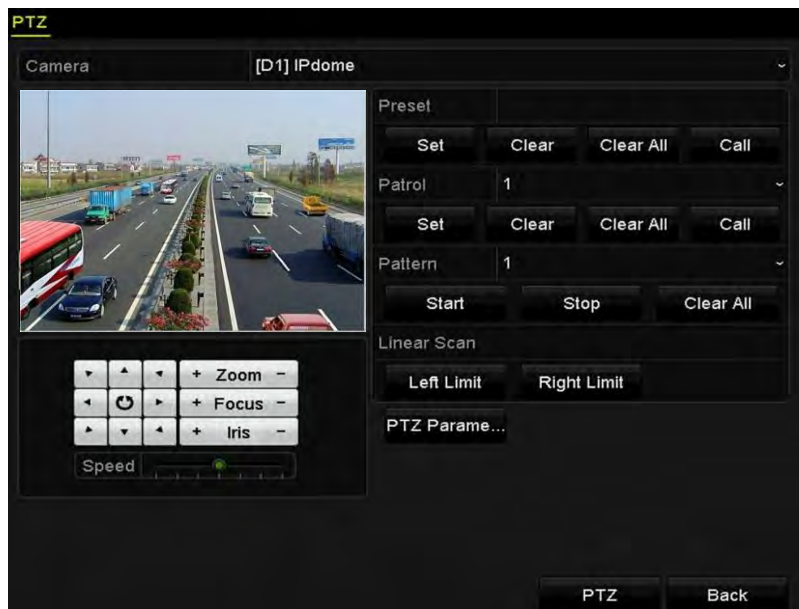 PTZ
Camera [D1] IPdome
Preset
Set Clear Clear All Call
Patrol 1
Set Clear Clear All Call
Pattern 1
Start Stop Clear All
Linear Scan
Left Limit Right Limit
PTZ Parame...
+ Zoom -
+ Focus -
+ Iris -
Speed
PTZ Back